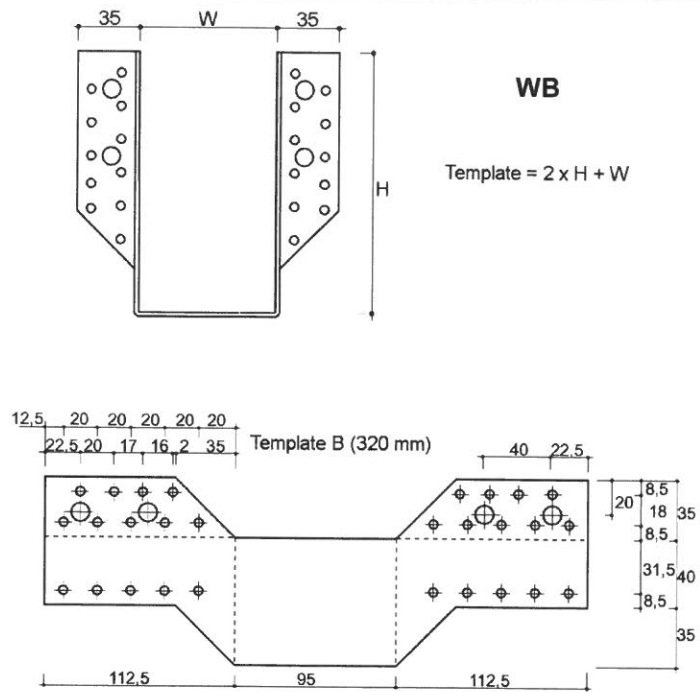 35 W 35
WB
Template = 2 x H + W
H
12,5 20 20 20 20 20
22,5 20 17 16 2 35
Template B (320 mm)
40 22,5
20
8,5
18
8,5
35
31,5
8,5
40
35
112,5 95 112,5